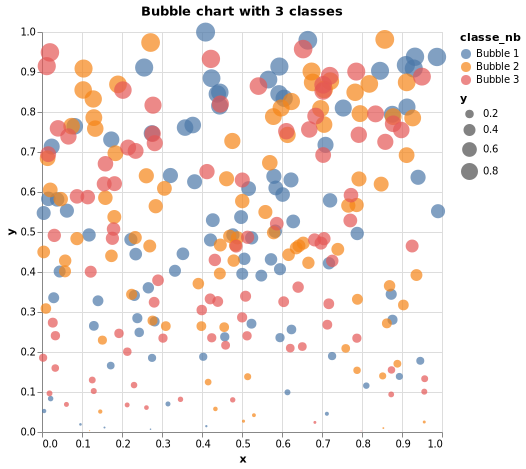 Bubble chart with 3 classes
1.0
0.9
0.8
0.7
0.6
0.5
0.4
0.3
0.2
0.1
0.0
y
0.0 0.1 0.2 0.3 0.4 0.5 0.6 0.7 0.8 0.9 1.0
x
classe_nb
Bubble 1
Bubble 2
Bubble 3
y
0.2
0.4
0.6
0.8